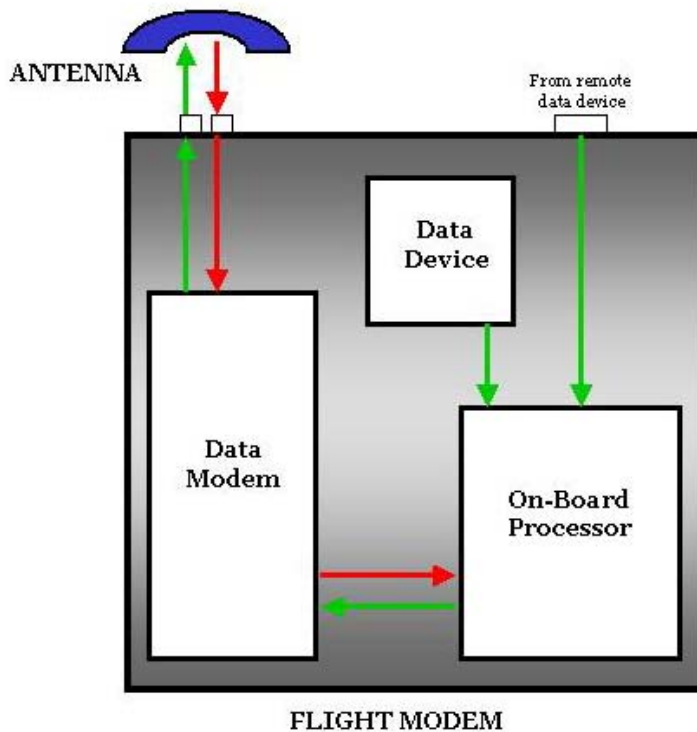 ANTENNA
From remote
data device
Data
Device
Data
Modem
On-Board
Processor
FLIGHT MODEM